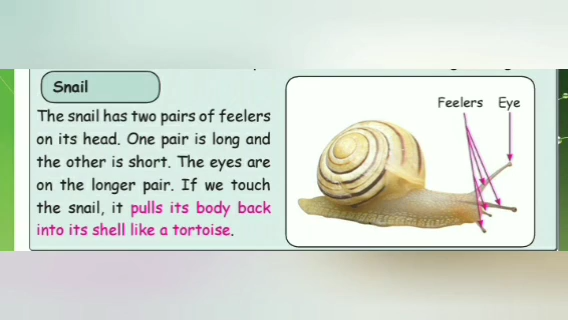 Snail
The snail has two pairs of feelers
on its head. One pair is long and
the other is short. The eyes are
on the longer pair. If we touch
the snail, it pulls its body back
into its shell like a tortoise.
Feelers Eye